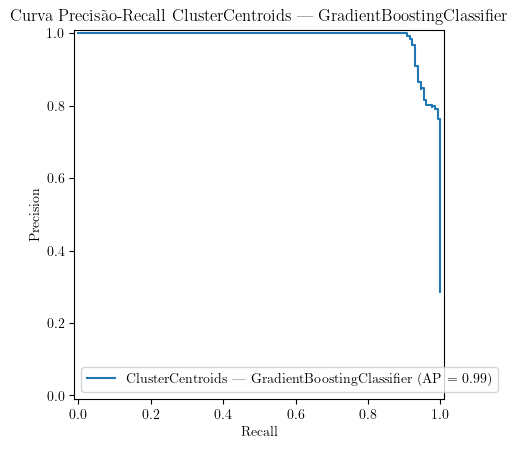 Curva Precisão-Recall ClusterCentroids — GradientBoostingClassifier
1.0
0.8
0.6
0.4
0.2
0.0
Precision
ClusterCentroids — GradientBoostingClassifier (AP = 0.99)
0.0 0.2 0.4 0.6 0.8 1.0
Recall